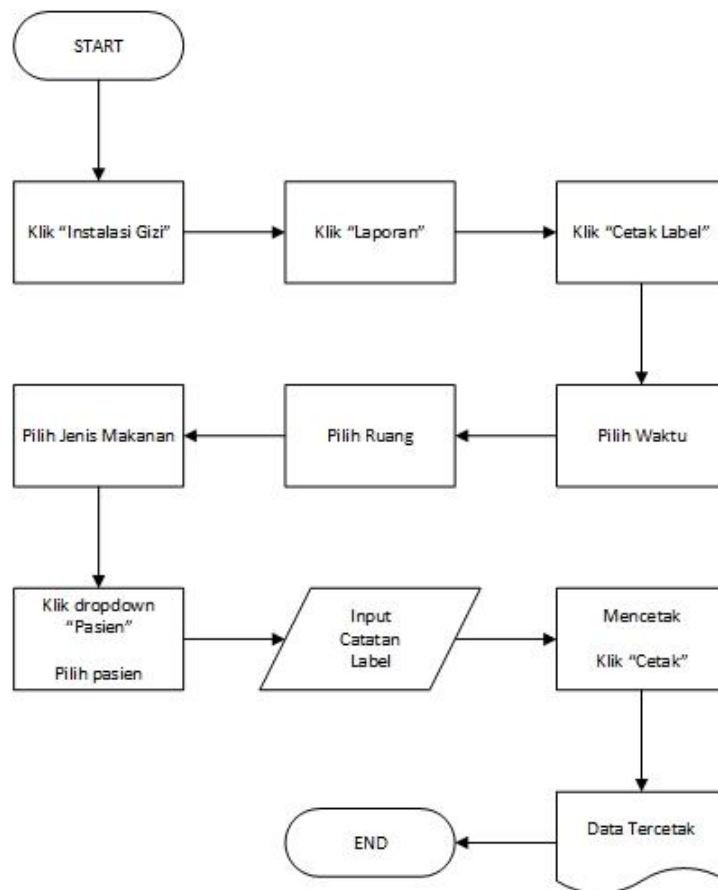 START
Klik “Instalasi Gizi”
Klik “Laporan”
Klik “Cetak Label”
Pilih Waktu
Pilih Ruang
Pilih Jenis Makanan
Klik dropdown
“Pasien”
Pilih pasien
Input
Catatan
Label
Mencetak
Klik “Cetak”
Data Tercetak
END